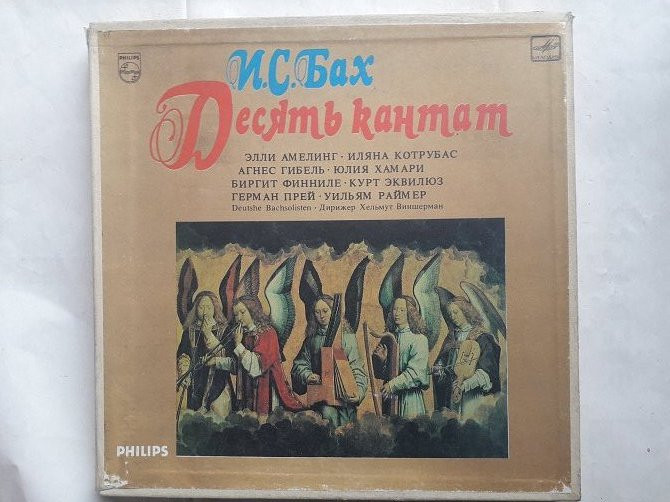 PHILIPS
И.С.Бах
Десять кантат
ЭЛЛИ АМЕЛИНГ · ИЛЯНА КОТРУБАС
АГНЕС ГИБЕЛЬ · ЮЛИЯ ХАМАРИ
БИРГИТ ФИННИЛЕ · КУРТ ЭКВИЛЮЗ
ГЕРМАН ПРЕЙ · УИЛЬЯМ РАЙМЕР
Deutshe Bachsolisten · Дирижер Хельмут Виншерман
PHILIPS